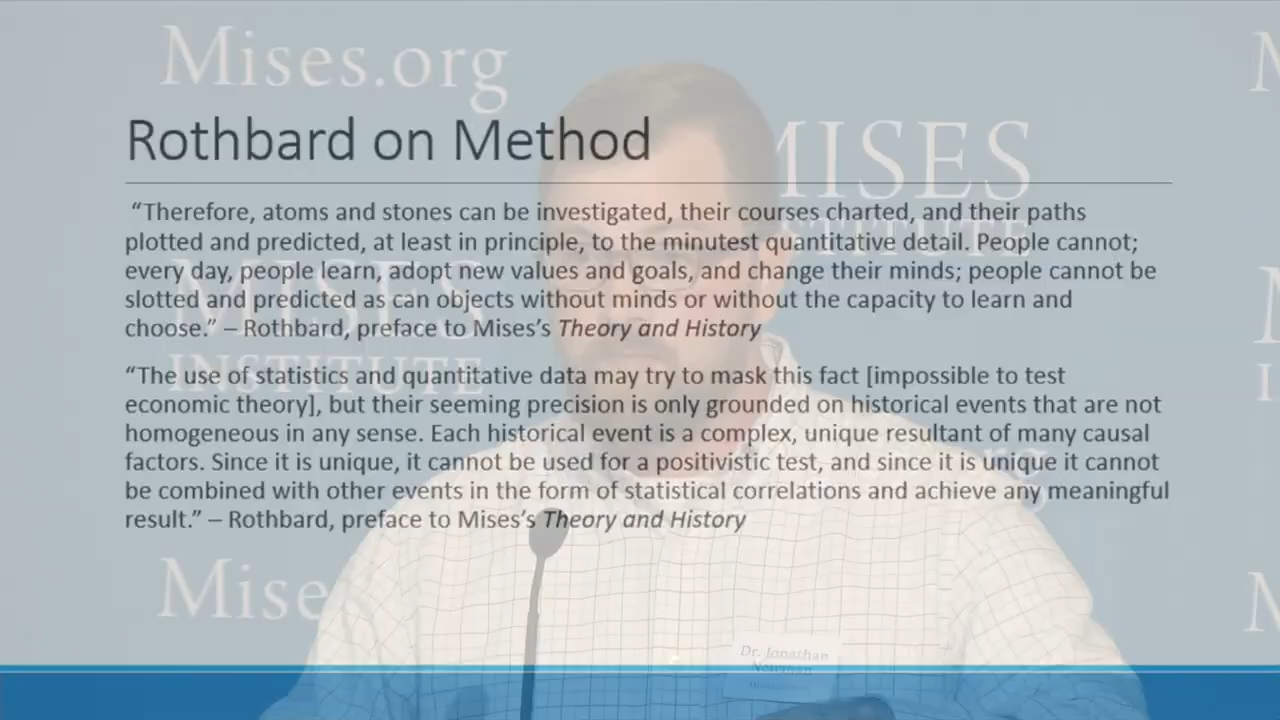 Mises.org
Rothbard on Method
MISES
“Therefore, atoms and stones can be investigated, their courses charted, and their paths
plotted and predicted, at least in principle, to the minutest quantitative detail. People cannot;
every day, people learn, adopt new values and goals, and change their minds; people cannot be
slotted and predicted as can objects without minds or without the capacity to learn and
choose.” – Rothbard, preface to Mises’s Theory and History
MISES
INSTITUTE
“The use of statistics and quantitative data may try to mask this fact [impossible to test
economic theory], but their seeming precision is only grounded on historical events that are not
homogeneous in any sense. Each historical event is a complex, unique resultant of many causal
factors. Since it is unique, it cannot be used for a positivistic test, and since it is unique it cannot
be combined with other events in the form of statistical correlations and achieve any meaningful
result.” – Rothbard, preface to Mises’s Theory and History
Mise
Dr. Jonathan
Newman